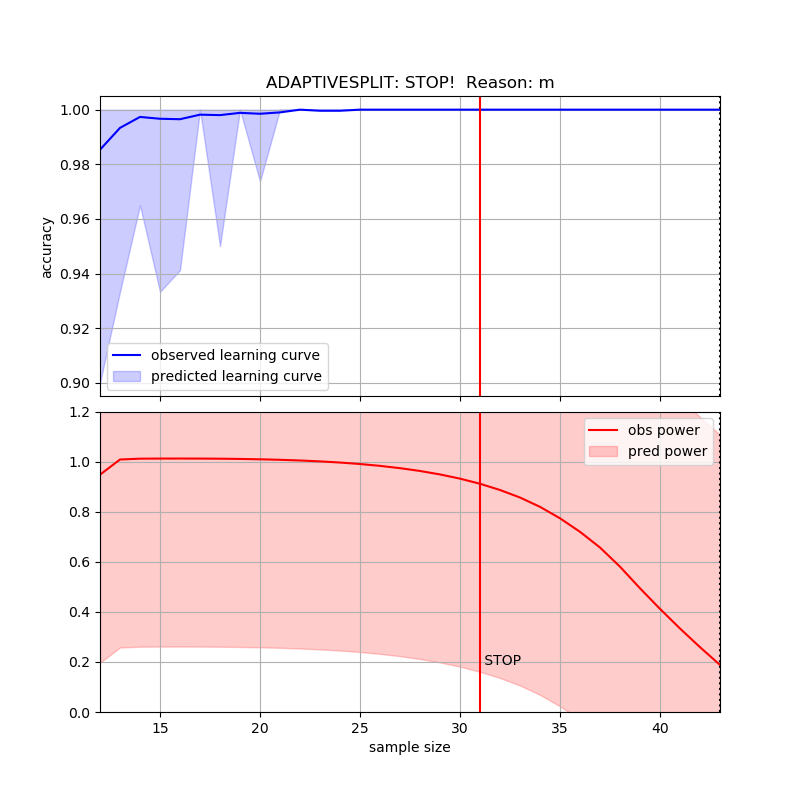 ADAPTIVESPLIT: STOP!  Reason: m
1.00
0.98
0.96
0.94
0.92
0.90
accuracy
observed learning curve
predicted learning curve
1.2
1.0
0.8
0.6
0.4
0.2
0.0
obs power
pred power
STOP
15 20 25 30 35 40
sample size